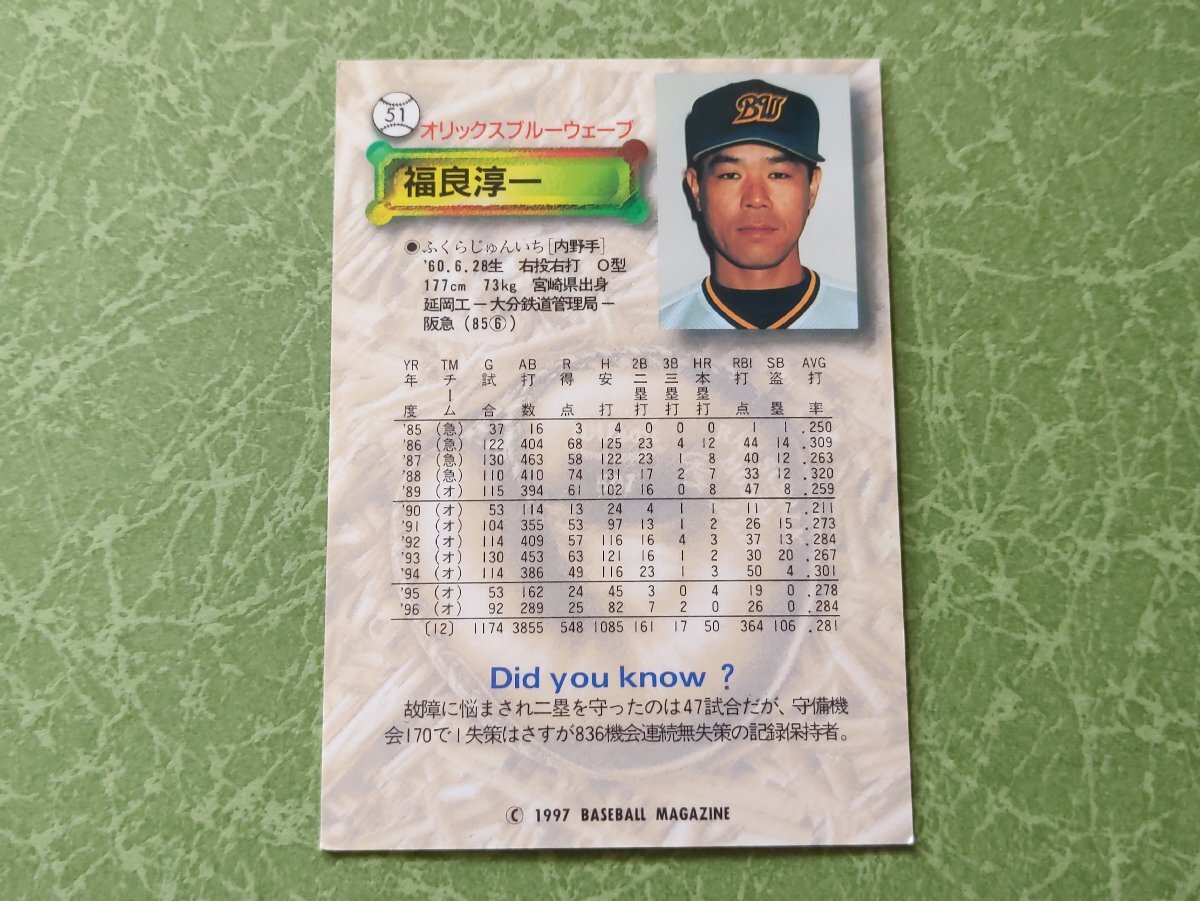 51
オリックスブルーウェーブ
BW
福良淳一
●ふくらじゅんいち[内野手]
'60.6.28生 右投右打 O型
177cm 73kg 宮崎県出身
延岡工ー大分鉄道管理局ー
阪急（85⑥）
YR TM G AB R H 2B 3B HR RBI SB AVG
年度 チーム 試合 打数 得点 安打 二塁打 三塁打 本塁打 打点 盗塁 打率
'85 (急) 37 16 3 4 0 0 0 1 1 .250
'86 (急) 122 404 68 125 23 4 12 44 14 .309
'87 (急) 130 463 58 122 23 1 8 40 12 .263
'88 (急) 110 410 74 131 17 2 7 33 12 .320
'89 (オ) 115 394 61 102 16 0 8 47 8 .259
'90 (オ) 53 114 13 24 4 1 1 11 7 .211
'91 (オ) 104 355 53 97 13 1 2 26 15 .273
'92 (オ) 114 409 57 116 16 4 3 37 13 .284
'93 (オ) 130 453 63 121 16 1 2 30 20 .267
'94 (オ) 114 386 49 116 23 1 3 50 4 .301
'95 (オ) 53 162 24 45 3 0 4 19 0 .278
'96 (オ) 92 289 25 82 7 2 0 26 0 .284
〔12〕 1174 3855 548 1085 161 17 50 364 106 .281
Did you know ?
故障に悩まされ二塁を守ったのは47試合だが、守備機
会170で1失策はさすが836機会連続無失策の記録保持者。
© 1997 BASEBALL MAGAZINE